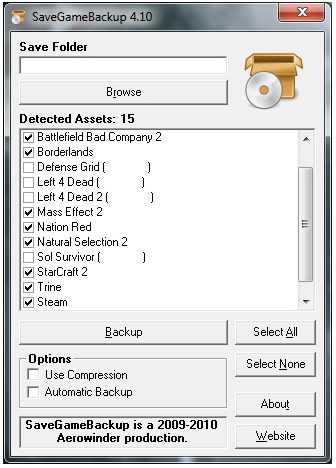 SaveGameBackup 4.10
Save Folder
Browse
Detected Assets: 15
Battlefield Bad Company 2
Borderlands
Defense Grid ( )
Left 4 Dead ( )
Left 4 Dead 2 ( )
Mass Effect 2
Nation Red
Natural Selection 2
Sol Survivor ( )
StarCraft 2
Trine
Steam
Backup
Select All
Options
Use Compression
Automatic Backup
Select None
About
SaveGameBackup is a 2009-2010
Aerowinder production.
Website